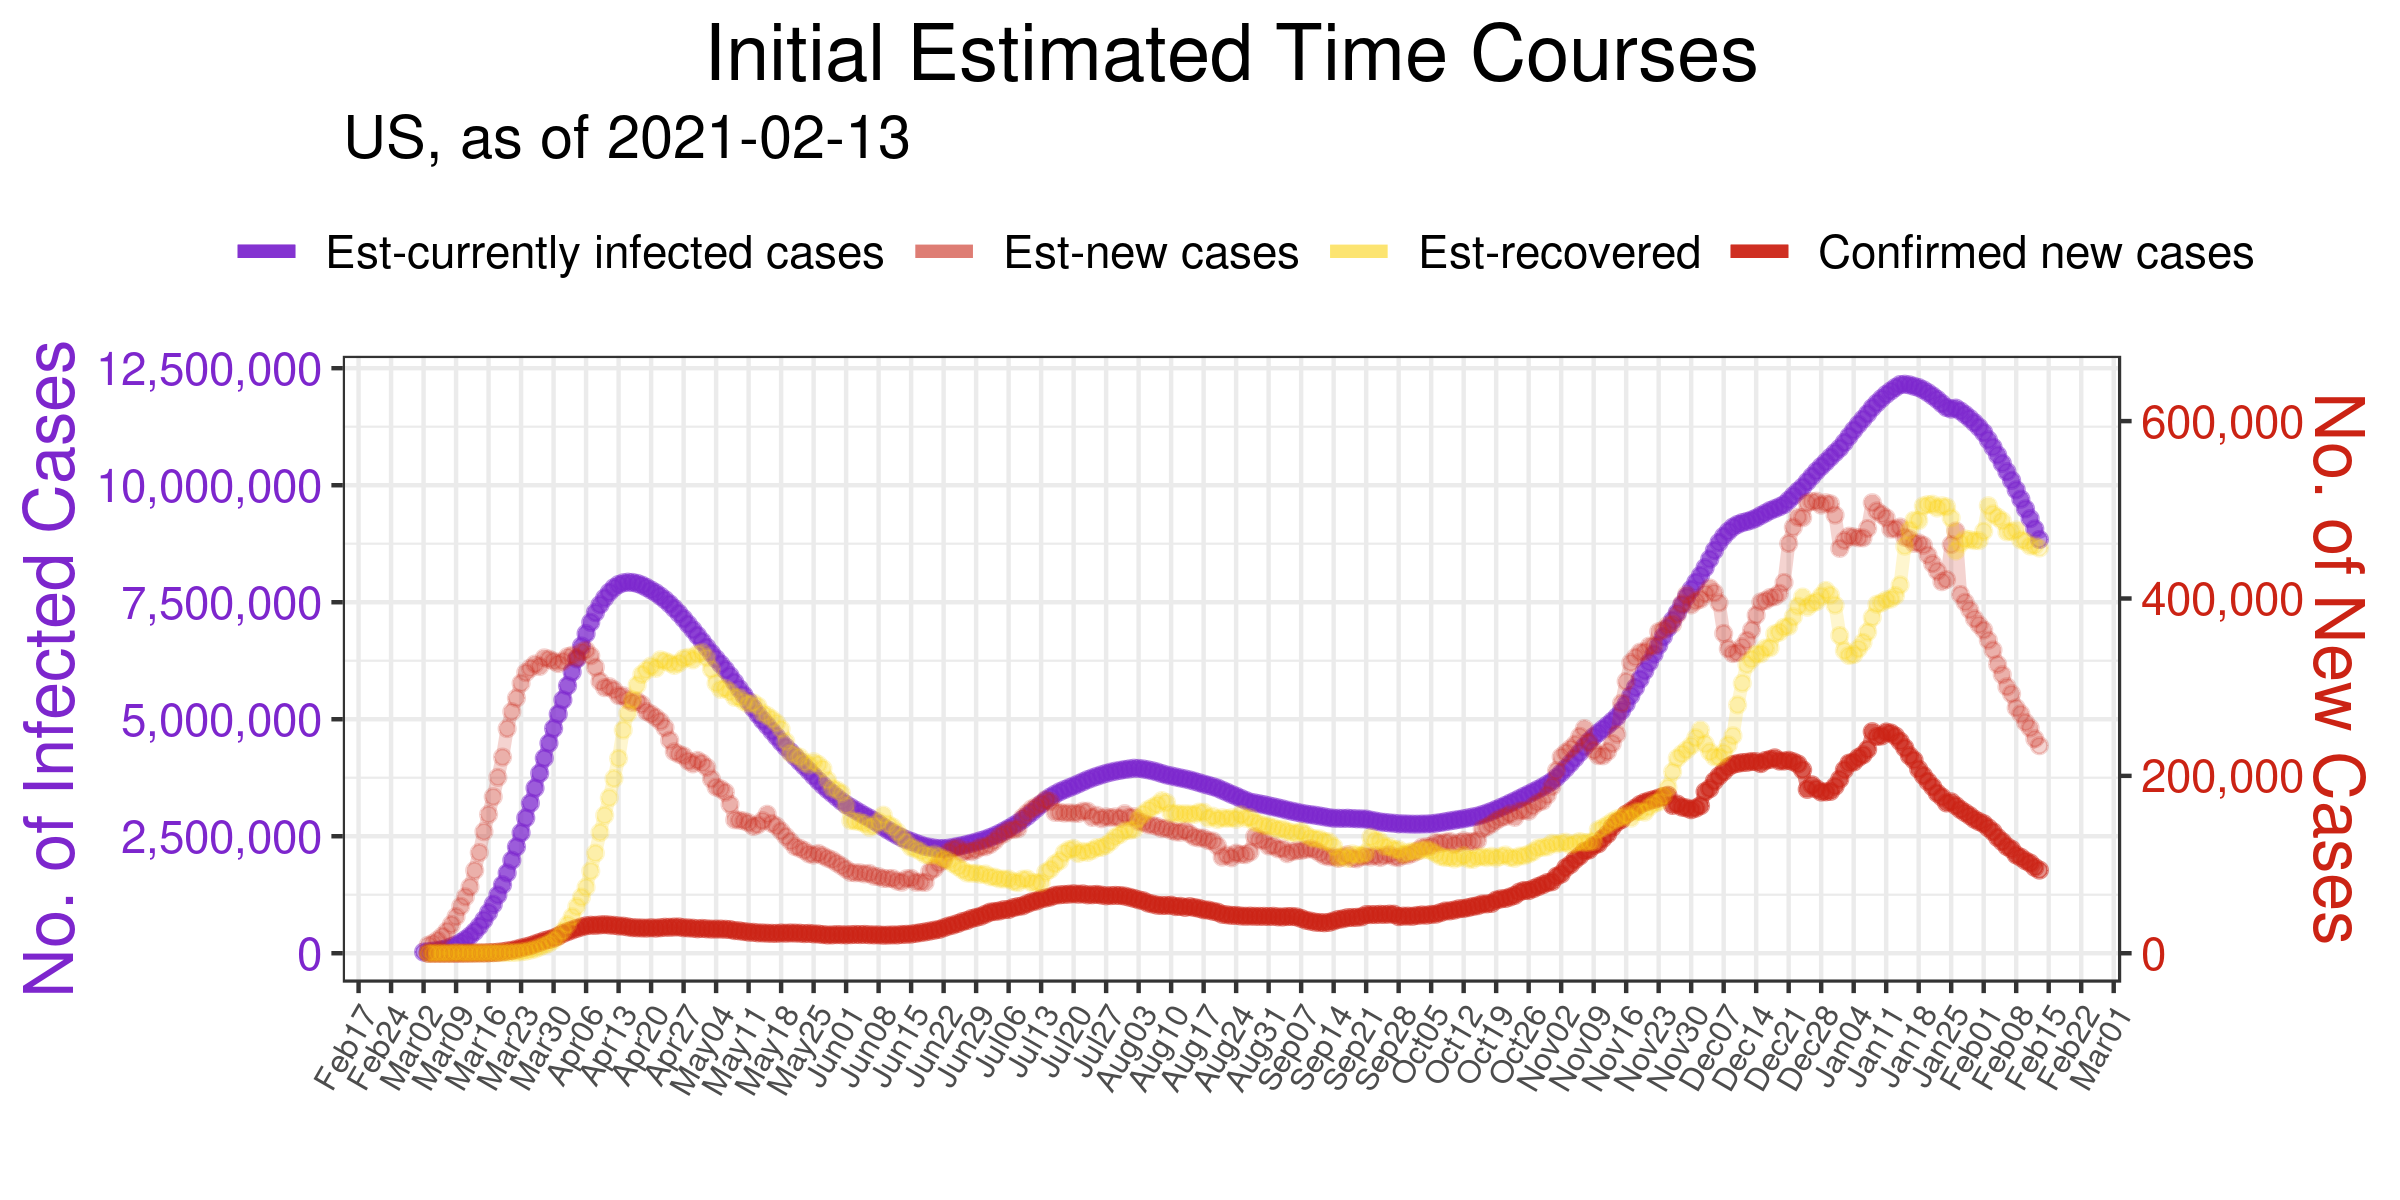 Initial Estimated Time Courses
US, as of 2021-02-13
Est-currently infected cases Est-new cases Est-recovered Confirmed new cases
No. of Infected Cases
12,500,000
10,000,000
7,500,000
5,000,000
2,500,000
0
600,000
400,000
200,000
0
No. of New Cases
Feb17 Feb24 Mar02 Mar09 Mar16 Mar23 Mar30 Apr06 Apr13 Apr20 Apr27 May04 May11 May18 May25 Jun01 Jun08 Jun15 Jun22 Jun29 Jul06 Jul13 Jul20 Jul27 Aug03 Aug10 Aug17 Aug24 Aug31 Sep07 Sep14 Sep21 Sep28 Oct05 Oct12 Oct19 Oct26 Nov02 Nov09 Nov16 Nov23 Nov30 Dec07 Dec14 Dec21 Dec28 Jan04 Jan11 Jan18 Jan25 Feb01 Feb08 Feb15 Feb22 Mar01